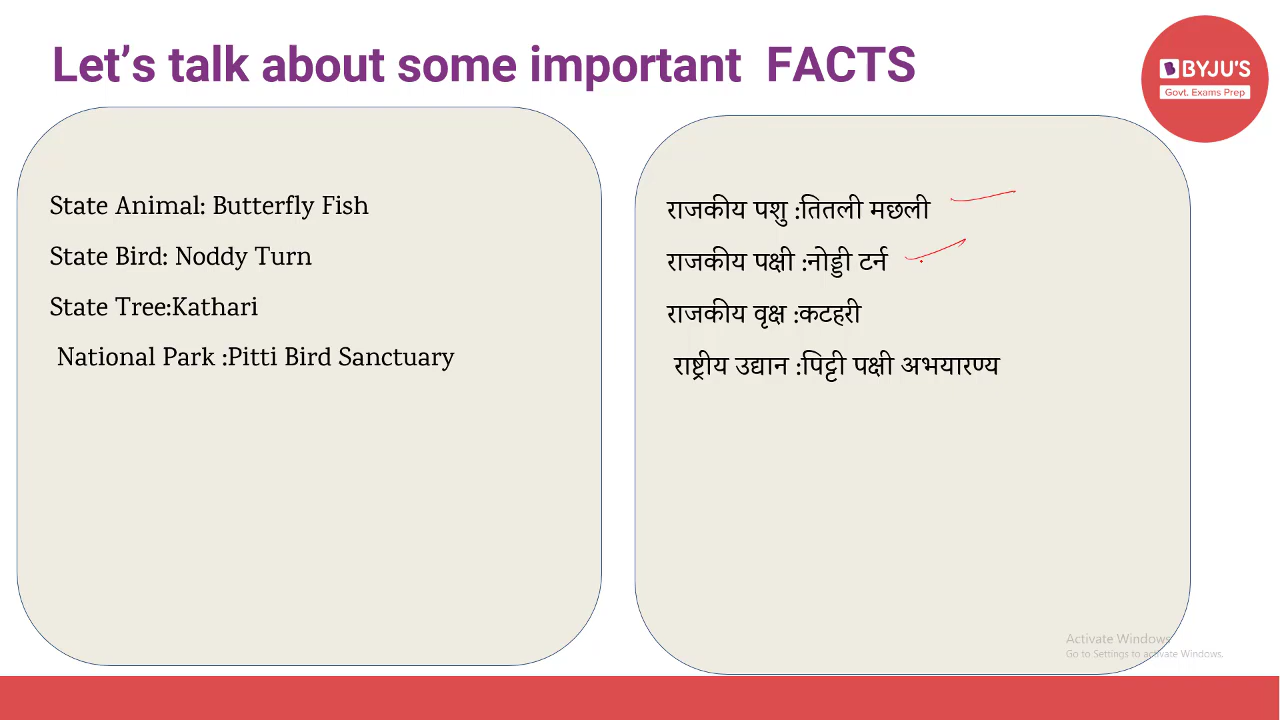 Let's talk about some important FACTS
BYJU'S
Govt. Exams Prep
State Animal: Butterfly Fish
State Bird: Noddy Turn
State Tree:Kathari
National Park :Pitti Bird Sanctuary
राजकीय पशु :तितली मछली
राजकीय पक्षी :नोड्डी टर्न
राजकीय वृक्ष :कटहरी
राष्ट्रीय उद्यान :पिट्टी पक्षी अभयारण्य
Activate Windows
Go to Settings to activate Windows.